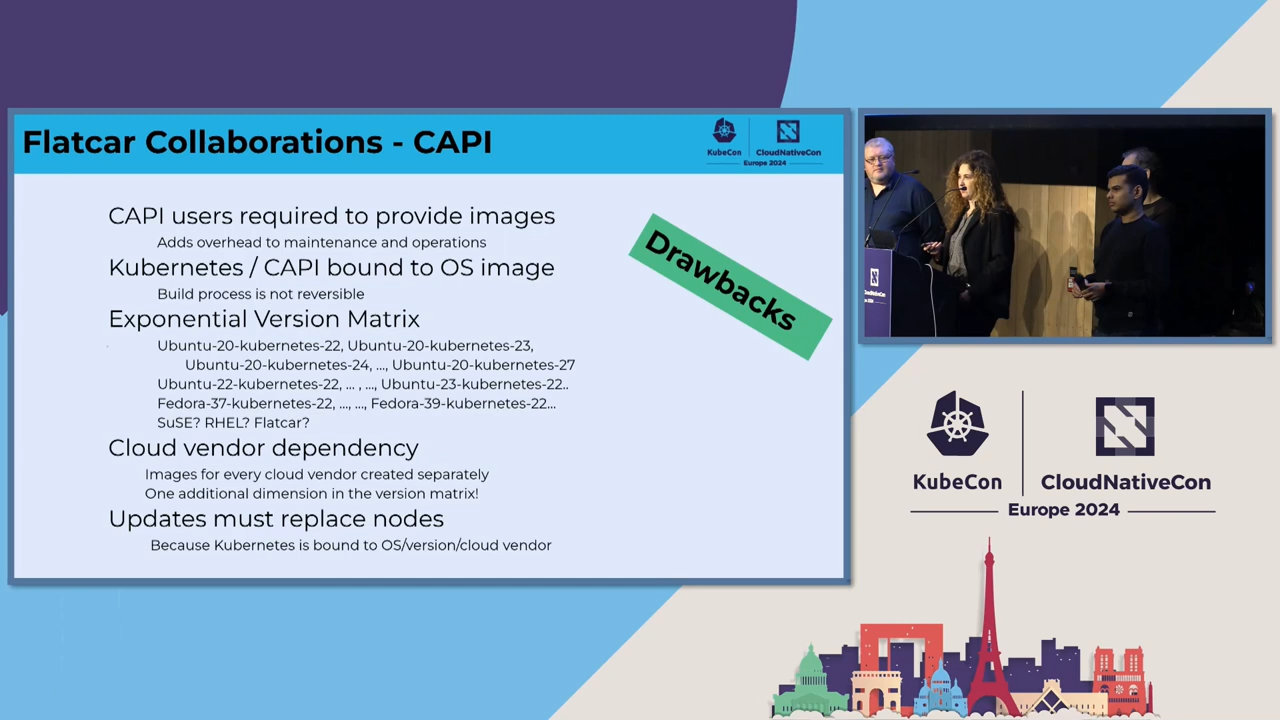 Flatcar Collaborations - CAPI
KubeCon
CloudNativeCon
Europe 2024
CAPI users required to provide images
Adds overhead to maintenance and operations
Kubernetes / CAPI bound to OS image
Build process is not reversible
Exponential Version Matrix
Ubuntu-20-kubernetes-22, Ubuntu-20-kubernetes-23,
Ubuntu-20-kubernetes-24, ..., Ubuntu-20-kubernetes-27
Ubuntu-22-kubernetes-22, ... , ..., Ubuntu-23-kubernetes-22..
Fedora-37-kubernetes-22, ..., ..., Fedora-39-kubernetes-22...
SuSE? RHEL? Flatcar?
Cloud vendor dependency
Images for every cloud vendor created separately
One additional dimension in the version matrix!
Updates must replace nodes
Because Kubernetes is bound to OS/version/cloud vendor
Drawbacks
KubeCon
CloudNativeCon
Europe 2024